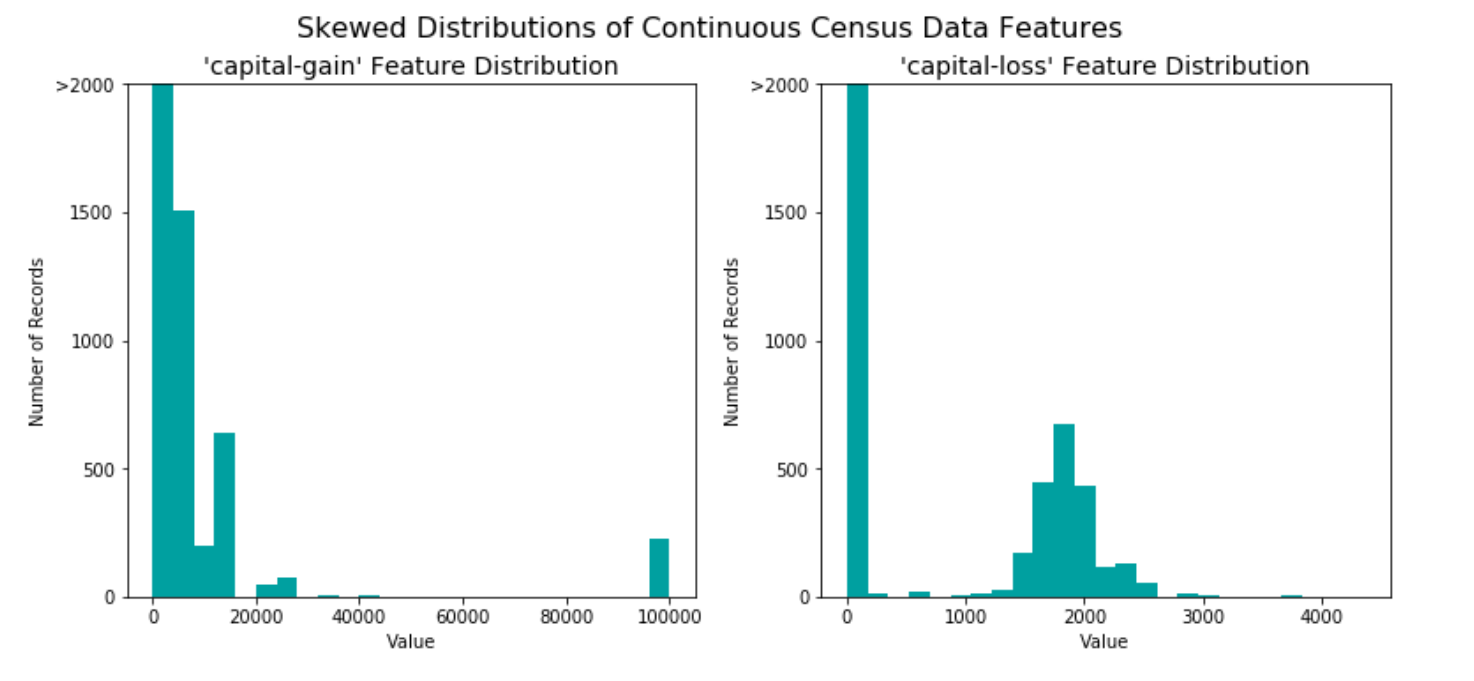 Skewed Distributions of Continuous Census Data Features
'capital-gain' Feature Distribution
>2000
1500
1000
500
0
Number of Records
0 20000 40000 60000 80000 100000
Value
'capital-loss' Feature Distribution
>2000
1500
1000
500
0
Number of Records
0 1000 2000 3000 4000
Value